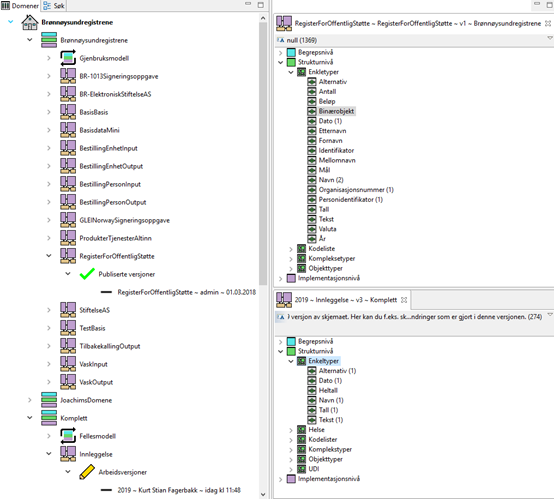 Domener
Søk
Brønnøysundregistrene
Brønnøysundregistrene
Gjenbruksmodell
BR-1013Signeringsoppgave
BR-ElektroniskStiftelseAS
BasisBasis
BasisdataMini
BestillingEnhetInput
BestillingEnhetOutput
BestillingPersonInput
BestillingPersonOutput
GLEINorwaySigneringsoppgave
ProdukterTjenesterAltinn
RegisterForOffentligStøtte
Publiserte versjoner
RegisterForOffentligStøtte ~ admin ~ 01.03.2018
StiftelseAS
TestBasis
TilbakekallingOutput
VaskInput
VaskOutput
JoachimsDomene
Komplett
Fellesmodell
Innleggelse
Arbeidsversjoner
2019 ~ Kurt Stian Fagerbakk ~ idag kl 11:48
RegisterForOffentligStøtte ~ RegisterForOffentligStøtte ~ v1 ~ Brønnøysundregistrene
null (1369)
Begrepsnivå
Strukturnivå
Enkeltyper
Alternativ
Antall
Beløp
Binærobjekt
Dato (1)
Etternavn
Fornavn
Identifikator
Mellomnavn
Mål
Navn (2)
Organisasjonsnummer (1)
Personidentifikator (1)
Tall
Tekst
Valuta
År
Kodeliste
Kompleksetyper
Objekttyper
Implementasjonsnivå
2019 ~ Innleggelse ~ v3 ~ Komplett
versjon av skjemaet. Her kan du f.eks. sk...ndringer som er gjort i denne versjonen. (274)
Begrepsnivå
Strukturnivå
Enkeltyper
Alternativ (1)
Dato (1)
Heltall
Navn (1)
Tall (1)
Tekst (1)
Helse
Kodelister
Komplekstyper
Objekttyper
UDI
Implementasjonsnivå